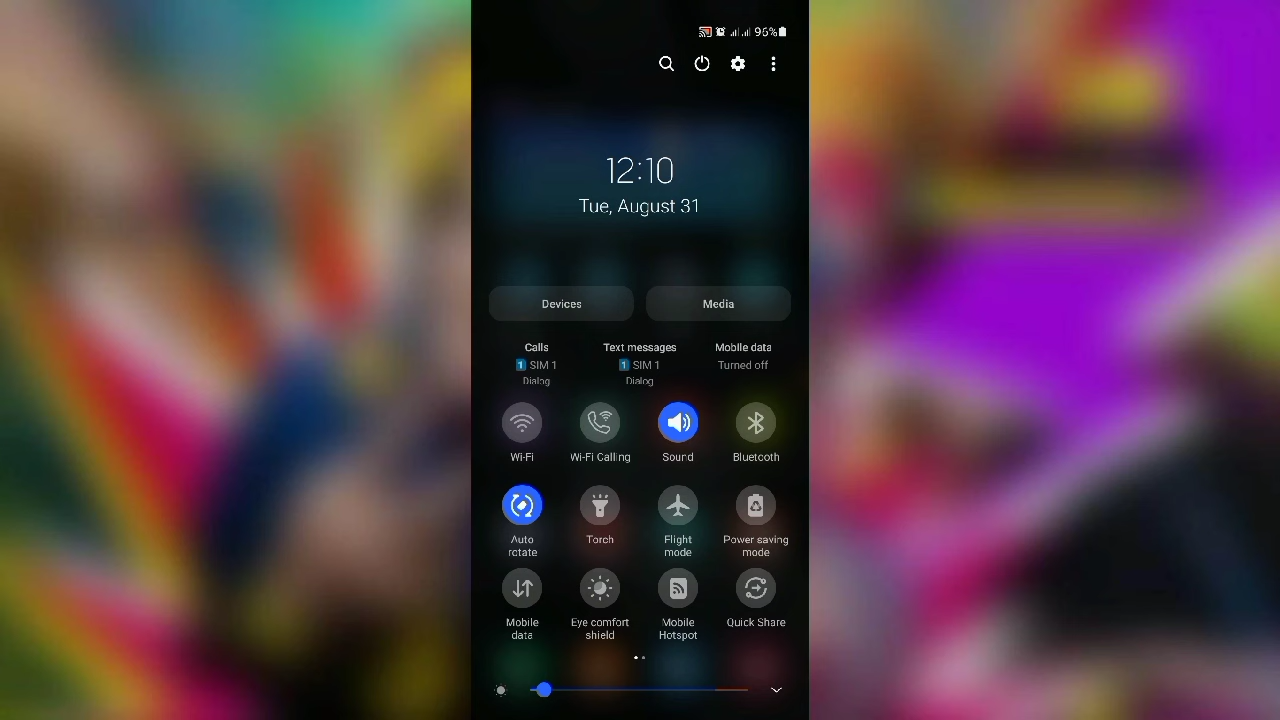 96%
12:10
Tue, August 31
Devices
Media
Calls
1 SIM 1
Dialog
Text messages
1 SIM 1
Dialog
Mobile data
Turned off
Wi-Fi
Wi-Fi Calling
Sound
Bluetooth
Auto
rotate
Torch
Flight
mode
Power saving
mode
Mobile
data
Eye comfort
shield
Mobile
Hotspot
Quick Share